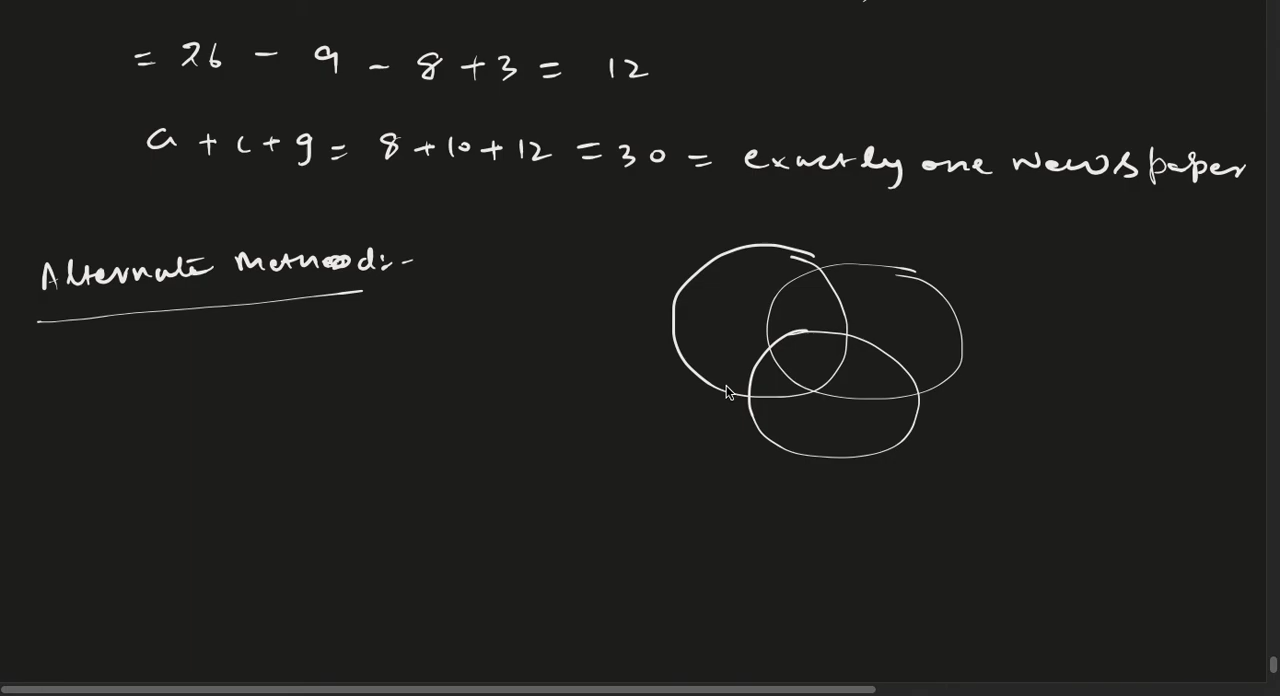 = 26 - 9 - 8 + 3 = 12
a + c + g = 8 + 10 + 12 = 30 = exactly one Newspaper
Alternate Method:-